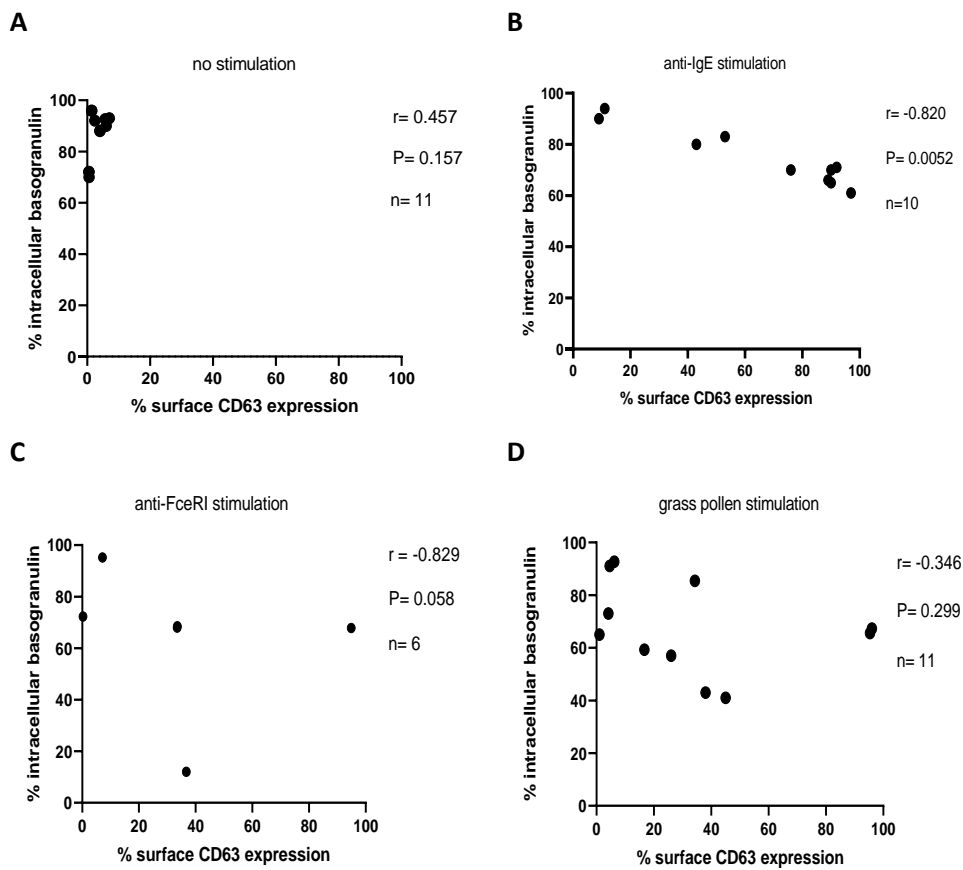 A
no stimulation
100
80
60
40
20
0
% intracellular basogranulin
0 20 40 60 80 100
% surface CD63 expression
r= 0.457
P= 0.157
n= 11
B
anti-IgE stimulation
100
80
60
40
20
0
% intracellular basogranulin
0 20 40 60 80 100
% surface CD63 expression
r= -0.820
P= 0.0052
n=10
C
anti-FceRI stimulation
100
80
60
40
20
0
% intracellular basogranulin
0 20 40 60 80 100
% surface CD63 expression
r = -0.829
P= 0.058
n= 6
D
grass pollen stimulation
100
80
60
40
20
0
% intracellular basogranulin
0 20 40 60 80 100
% surface CD63 expression
r= -0.346
P= 0.299
n= 11